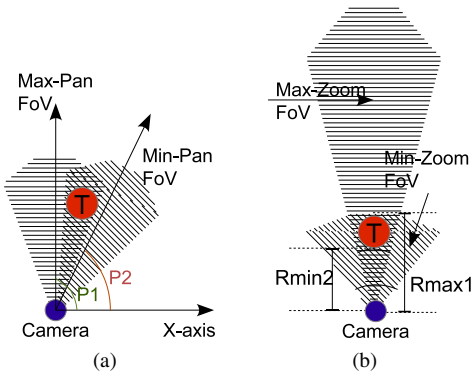 Max-Pan
FoV
Min-Pan
FoV
T
P2
P1
Camera
X-axis
(a)
Max-Zoom
FoV
Min-Zoom
FoV
T
Rmin2
Rmax1
Camera
(b)